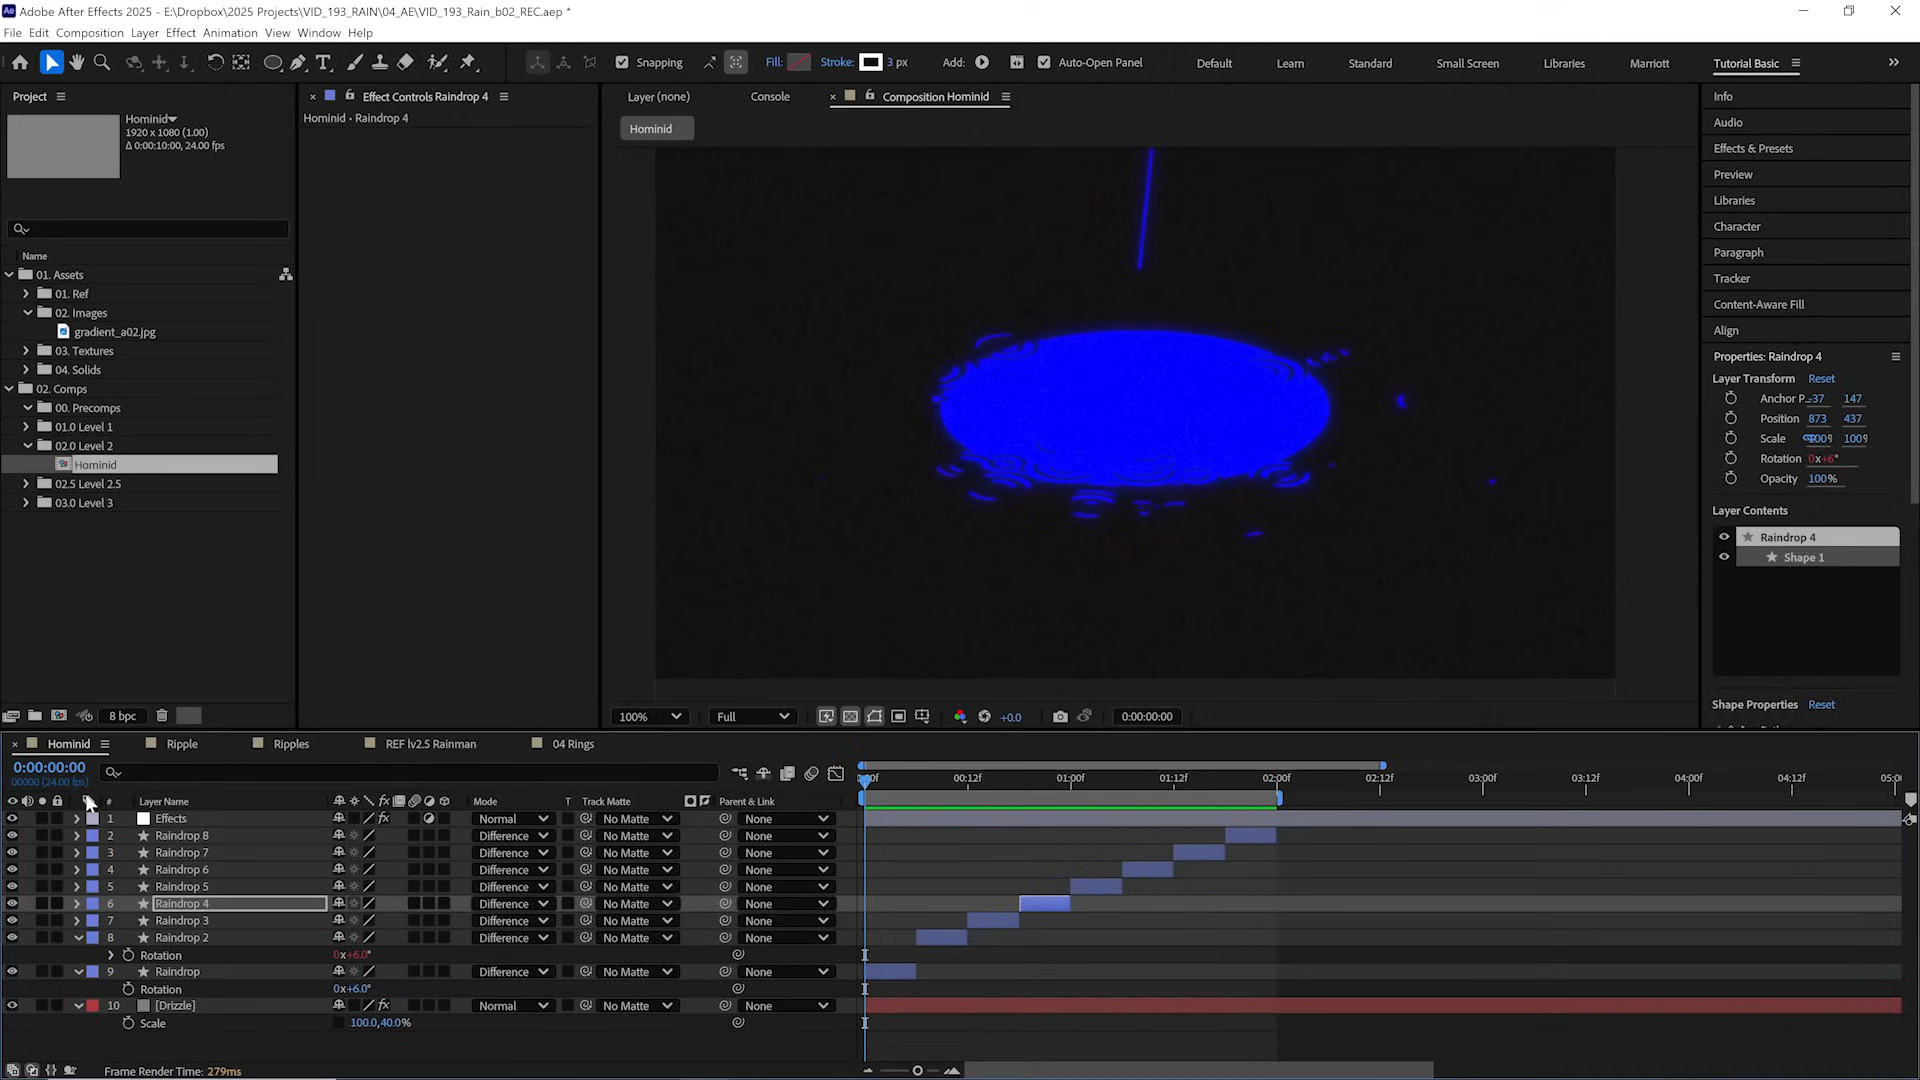 Adobe After Effects 2025 - E:\Dropbox\2025 Projects\VID_193_RAIN\04_AE\VID_193_Rain_b02_REC.aep *
File Edit Composition Layer Effect Animation View Window Help
Snapping Fill: Stroke: 3 px Add: Auto-Open Panel Default Learn Standard Small Screen Libraries Marriott Tutorial Basic
Project
Effect Controls Raindrop 4
Layer (none) Console Composition Hominid
Info
Hominid
1920 x 1080 (1.00)
Δ 0:00:10:00, 24.00 fps
Hominid • Raindrop 4
Hominid
Audio
Effects & Presets
Preview
Libraries
Character
Paragraph
Tracker
Content-Aware Fill
Align
Name
01. Assets
01. Ref
02. Images
gradient_a02.jpg
03. Textures
04. Solids
02. Comps
00. Precomps
01.0 Level 1
02.0 Level 2
Hominid
02.5 Level 2.5
03.0 Level 3
Properties: Raindrop 4
Layer Transform Reset
Anchor P... -37 147
Position 873 437
Scale 100% 100%
Rotation 0x+6°
Opacity 100%
Layer Contents
Raindrop 4
Shape 1
Shape Properties Reset
8 bpc
100% Full +0.0 0:00:00:00
Hominid Ripple Ripples REF lv2.5 Rainman 04 Rings
0:00:00:00
00000 (24.00 fps)
00:12f 01:00f 01:12f 02:00f 02:12f 03:00f 03:12f 04:00f 04:12f
# Layer Name Mode T Track Matte Parent & Link
1 Effects Normal No Matte None
2 Raindrop 8 Difference No Matte None
3 Raindrop 7 Difference No Matte None
4 Raindrop 6 Difference No Matte None
5 Raindrop 5 Difference No Matte None
6 Raindrop 4 Difference No Matte None
7 Raindrop 3 Difference No Matte None
8 Raindrop 2 Difference No Matte None
Rotation 0x+6.0°
9 Raindrop Difference No Matte None
Rotation 0x+6.0°
10 [Drizzle] Normal No Matte None
Scale 100.0,40.0%
Frame Render Time: 279ms